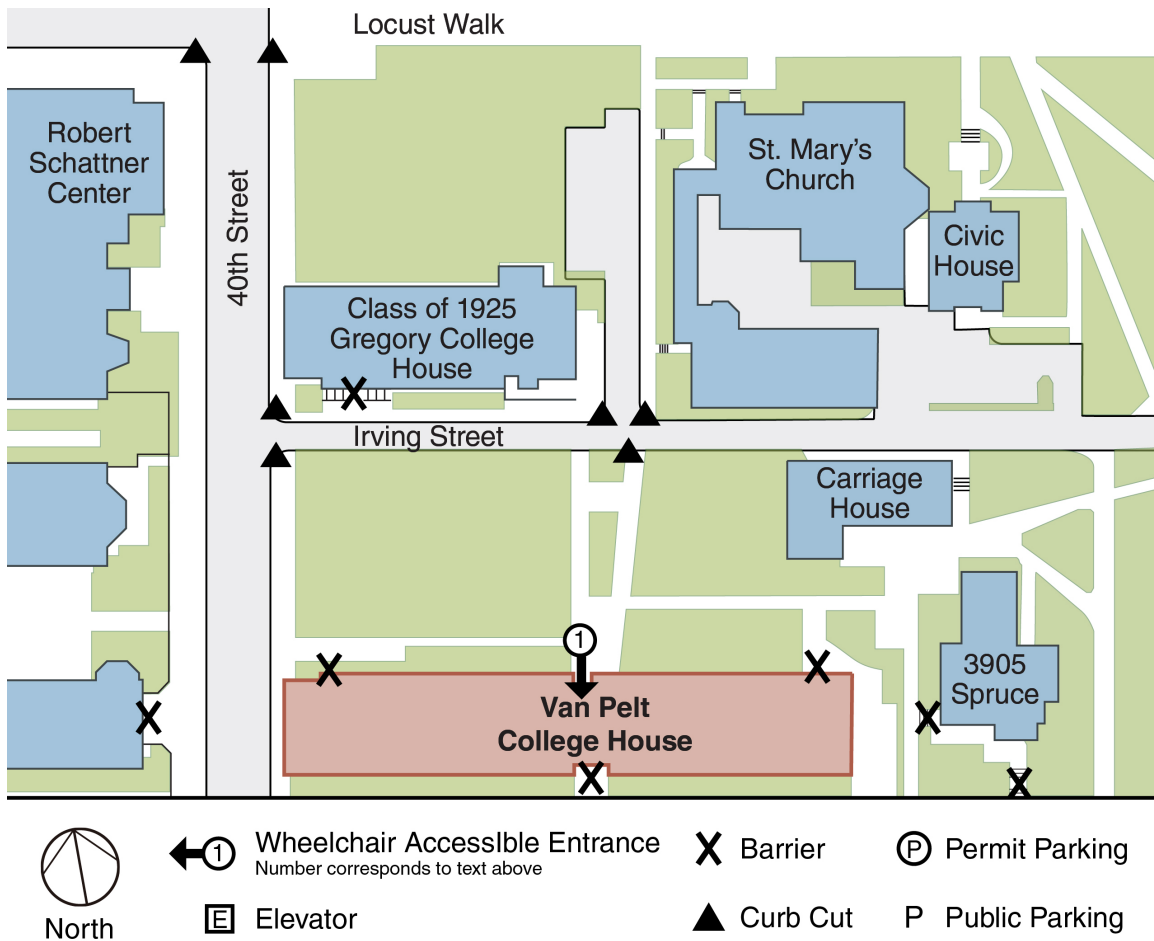 Locust Walk
Robert
Schattner
Center
40th Street
St. Mary's
Church
Civic
House
Class of 1925
Gregory College
House
Irving Street
Carriage
House
1
3905
Spruce
Van Pelt
College House
North
1
Wheelchair AccessIble Entrance
Number corresponds to text above
E Elevator
Barrier
Curb Cut
P Permit Parking
P Public Parking